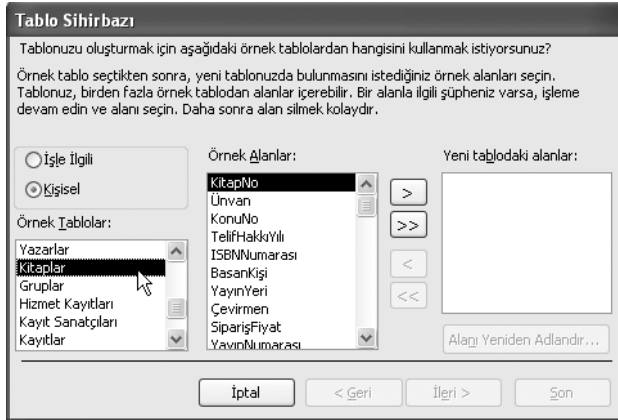 Tablo Sihirbazı
Tablonuzu oluşturmak için aşağıdaki örnek tablolardan hangisini kullanmak istiyorsunuz?
Örnek tablo seçtikten sonra, yeni tablonuzda bulunmasını istediğiniz örnek alanları seçin.
Tablonuz, birden fazla örnek tablodan alanlar içerebilir. Bir alanla ilgili şüpheniz varsa, işleme
devam edin ve alanı seçin. Daha sonra alan silmek kolaydır.
İşle İlgili
Kişisel
Örnek Tablolar:
Yazarlar
Kitaplar
Gruplar
Hizmet Kayıtları
Kayıt Sanatçıları
Kayıtlar
Örnek Alanlar:
KitapNo
Ünvan
KonuNo
TelifHakkıYılı
ISBNNumarası
BasanKişi
YayınYeri
Çevirmen
SiparişFiyat
YayınNumarası
>
>>
<
<<
Yeni tablodaki alanlar:
Alanı Yeniden Adlandır...
İptal
< Geri
İleri >
Son